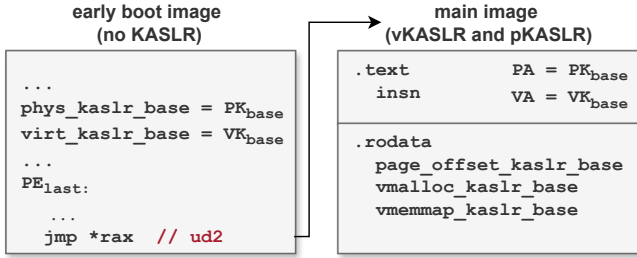 early boot image
(no KASLR)
...
phys_kaslr_base = PKbase
virt_kaslr_base = VKbase
...
PElast:
...
jmp *rax // ud2
main image
(vKASLR and pKASLR)
.text PA = PKbase
insn VA = VKbase
.rodata
page_offset_kaslr_base
vmalloc_kaslr_base
vmemmap_kaslr_base